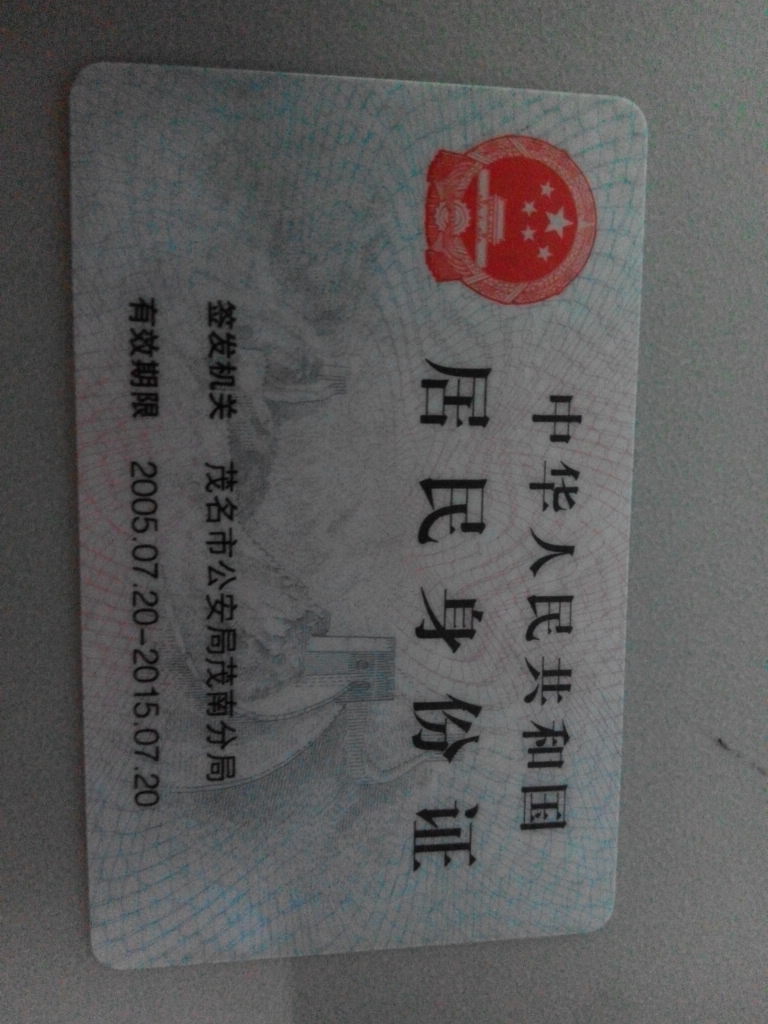 中华人民共和国
居民身份证
签发机关 茂名市公安局茂南分局
有效期限 2005.07.20-2015.07.20